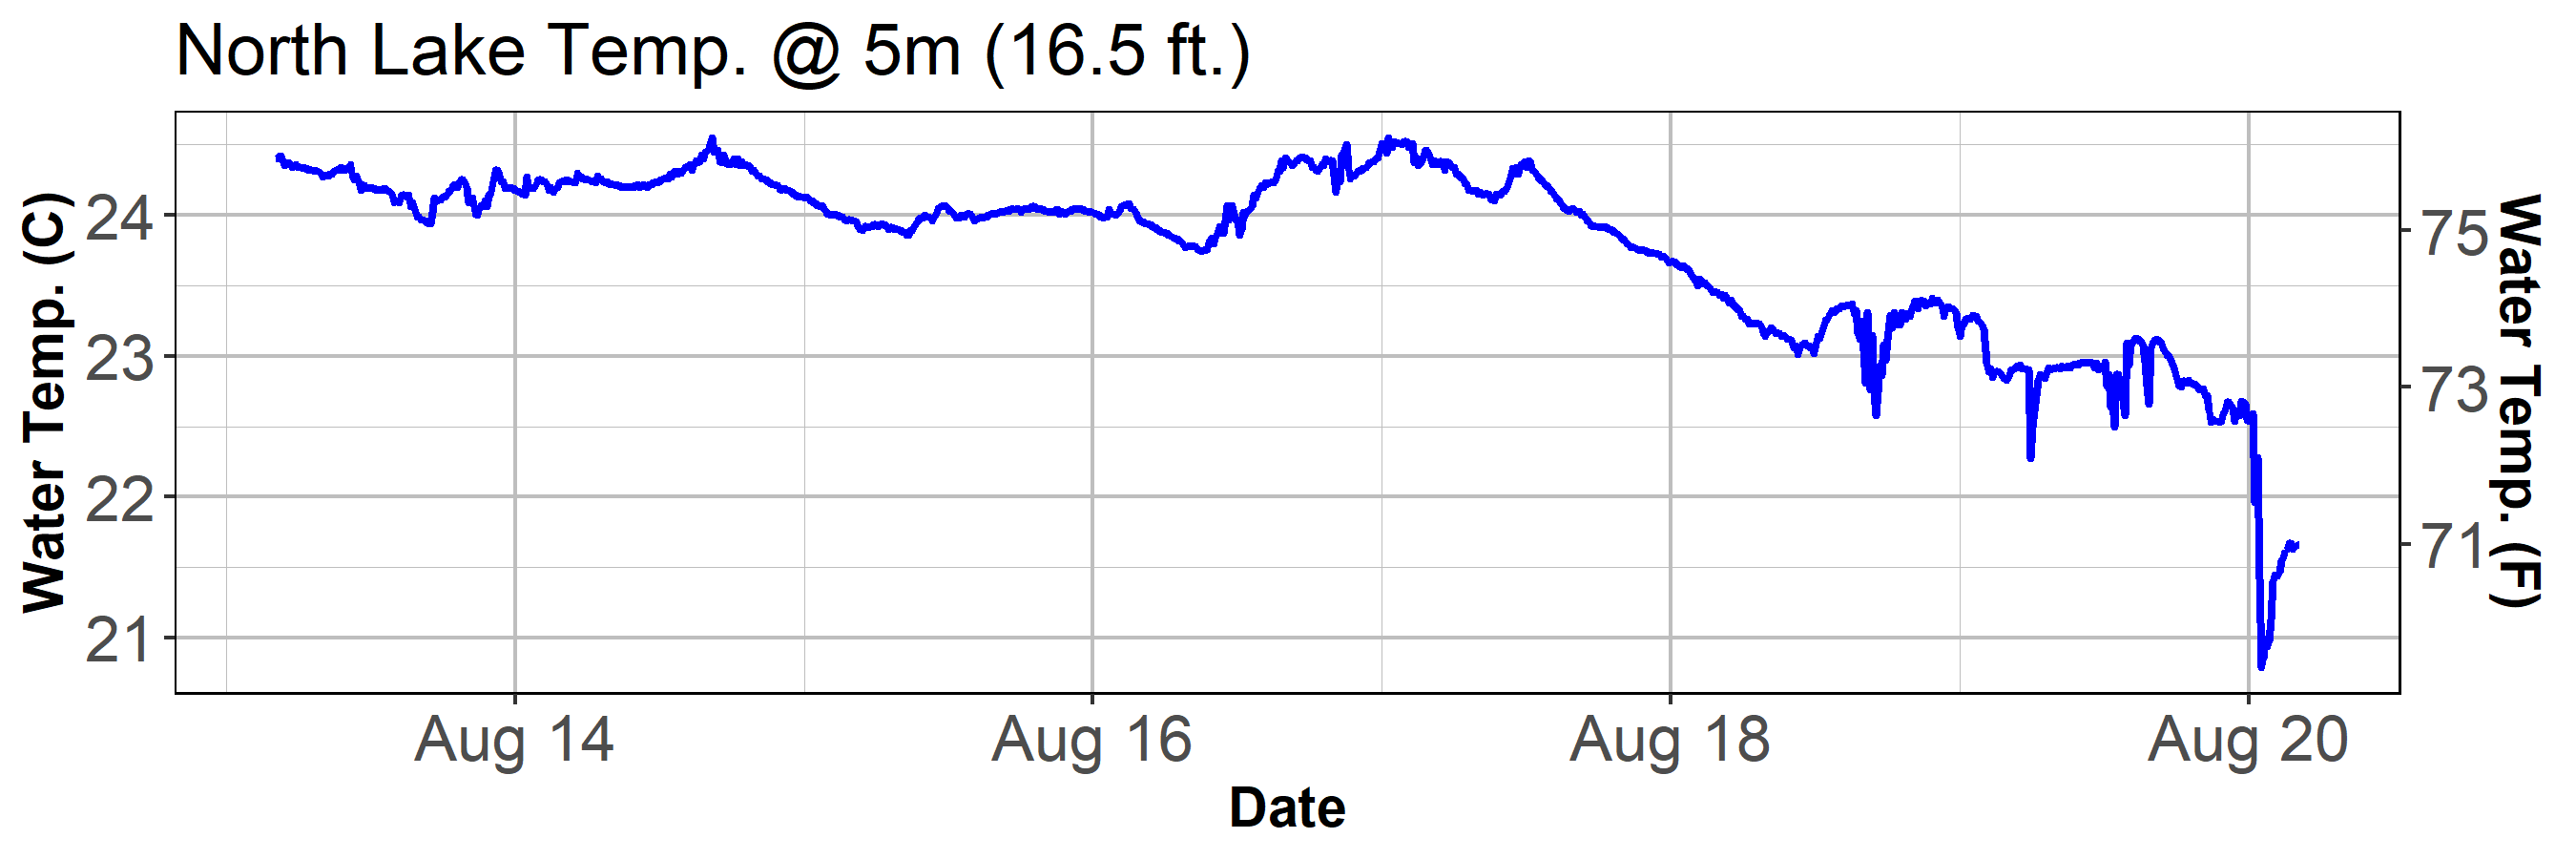 North Lake Temp. @ 5m (16.5 ft.)
Water Temp. (C)
24
23
22
21
75
73
71
Water Temp. (F)
Aug 14
Aug 16
Aug 18
Aug 20
Date